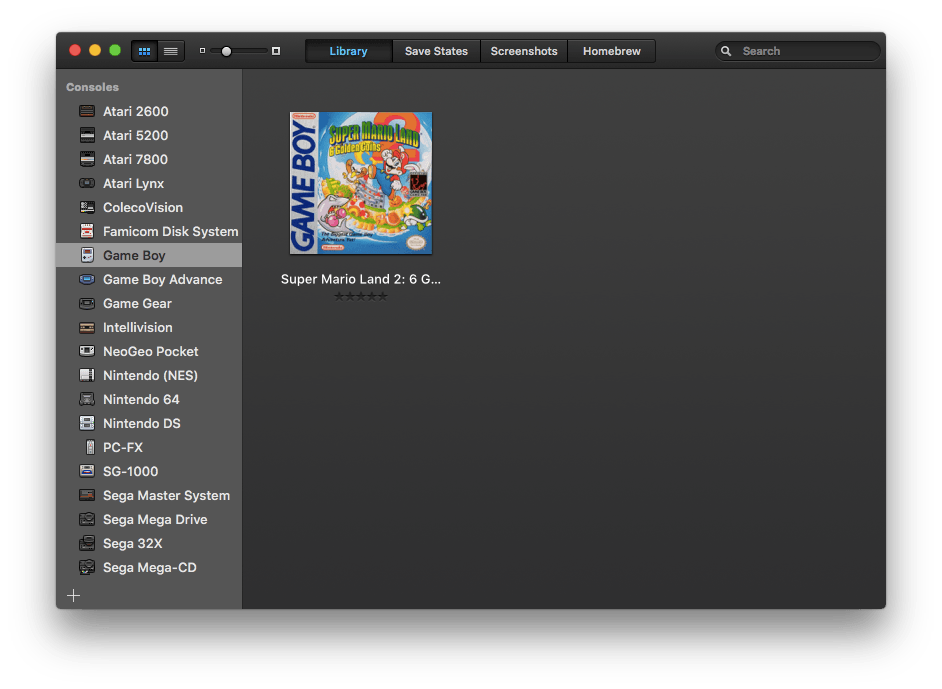 Library
Save States
Screenshots
Homebrew
Search
Consoles
Atari 2600
Atari 5200
Atari 7800
Atari Lynx
ColecoVision
Famicom Disk System
Game Boy
Game Boy Advance
Game Gear
Intellivision
NeoGeo Pocket
Nintendo (NES)
Nintendo 64
Nintendo DS
PC-FX
SG-1000
Sega Master System
Sega Mega Drive
Sega 32X
Sega Mega-CD
GAME BOY
SUPER MARIO LAND
2
6 Golden Coins
Nintendo
Super Mario Land 2: 6 G...